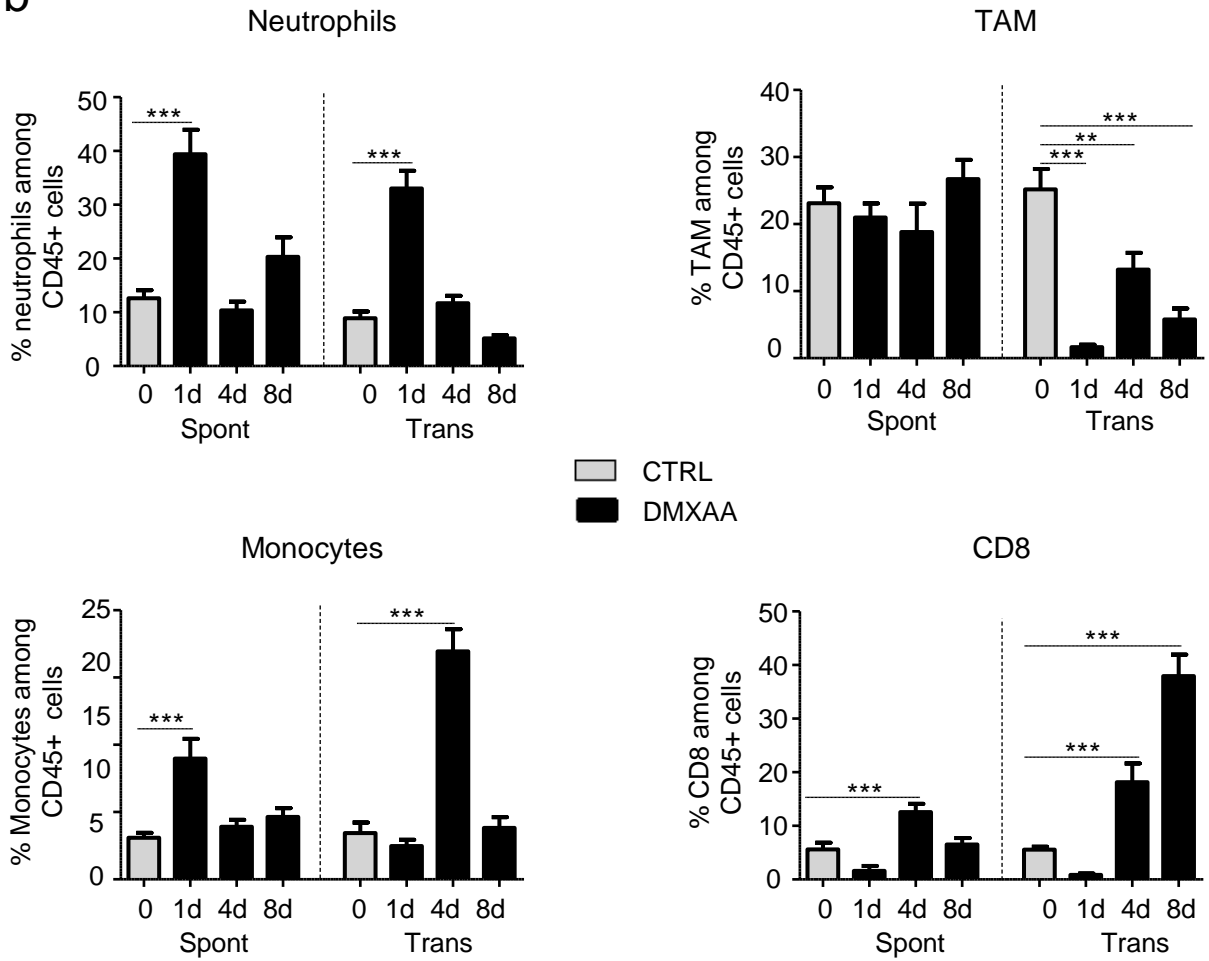 b
Neutrophils
% neutrophils among
CD45+ cells
50
40
30
20
10
0
***
***
0 1d 4d 8d 0 1d 4d 8d
Spont Trans
TAM
% TAM among
CD45+ cells
40
30
20
10
0
***
**
***
0 1d 4d 8d 0 1d 4d 8d
Spont Trans
CTRL
DMXAA
Monocytes
% Monocytes among
CD45+ cells
25
20
15
10
5
0
***
***
0 1d 4d 8d 0 1d 4d 8d
Spont Trans
CD8
% CD8 among
CD45+ cells
50
40
30
20
10
0
***
***
***
0 1d 4d 8d 0 1d 4d 8d
Spont Trans